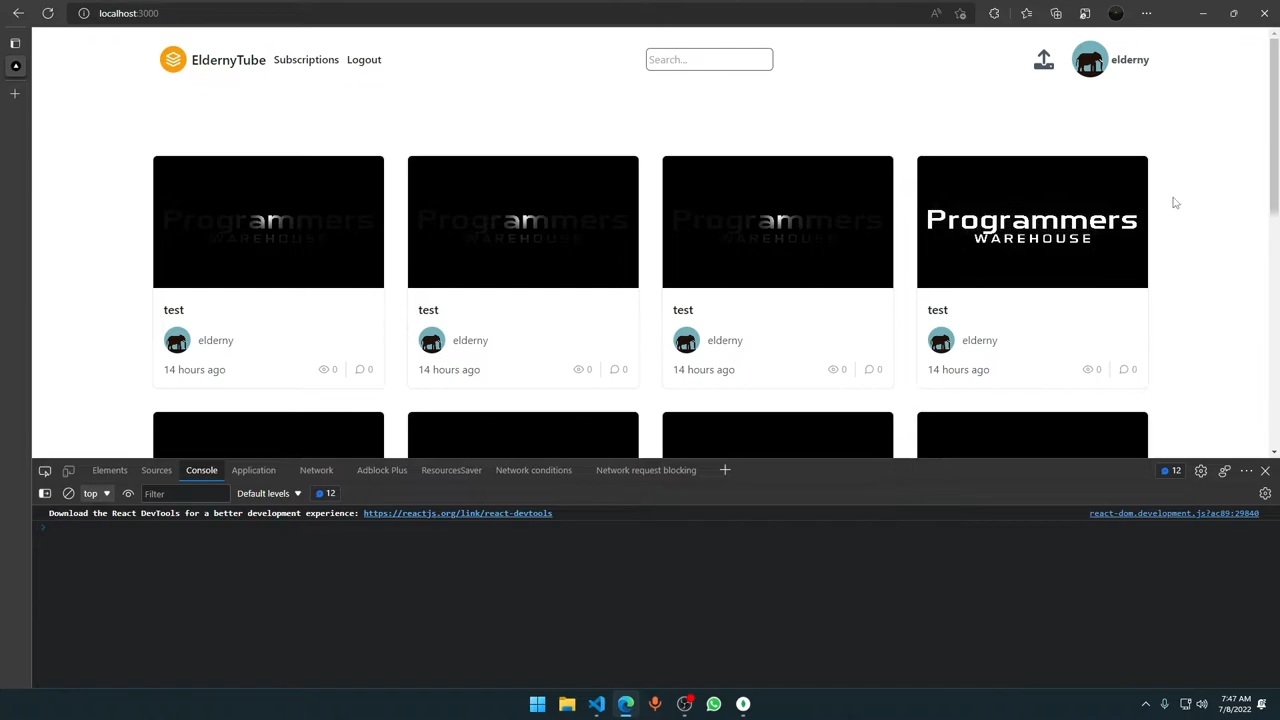 localhost:3000
EldernyTube Subscriptions Logout Search... elderny
Programmers WAREHOUSE
Programmers WAREHOUSE
Programmers WAREHOUSE
Programmers WAREHOUSE
test test test test
elderny elderny elderny elderny
14 hours ago 0 0 14 hours ago 0 0 14 hours ago 0 0 14 hours ago 0 0
Elements Sources Console Application Network Adblock Plus ResourcesSaver Network conditions Network request blocking 12
top Filter Default levels 12
Download the React DevTools for a better development experience: https://reactjs.org/link/react-devtools react-dom.development.js?ac89:29840
7:47 AM
7/8/2022